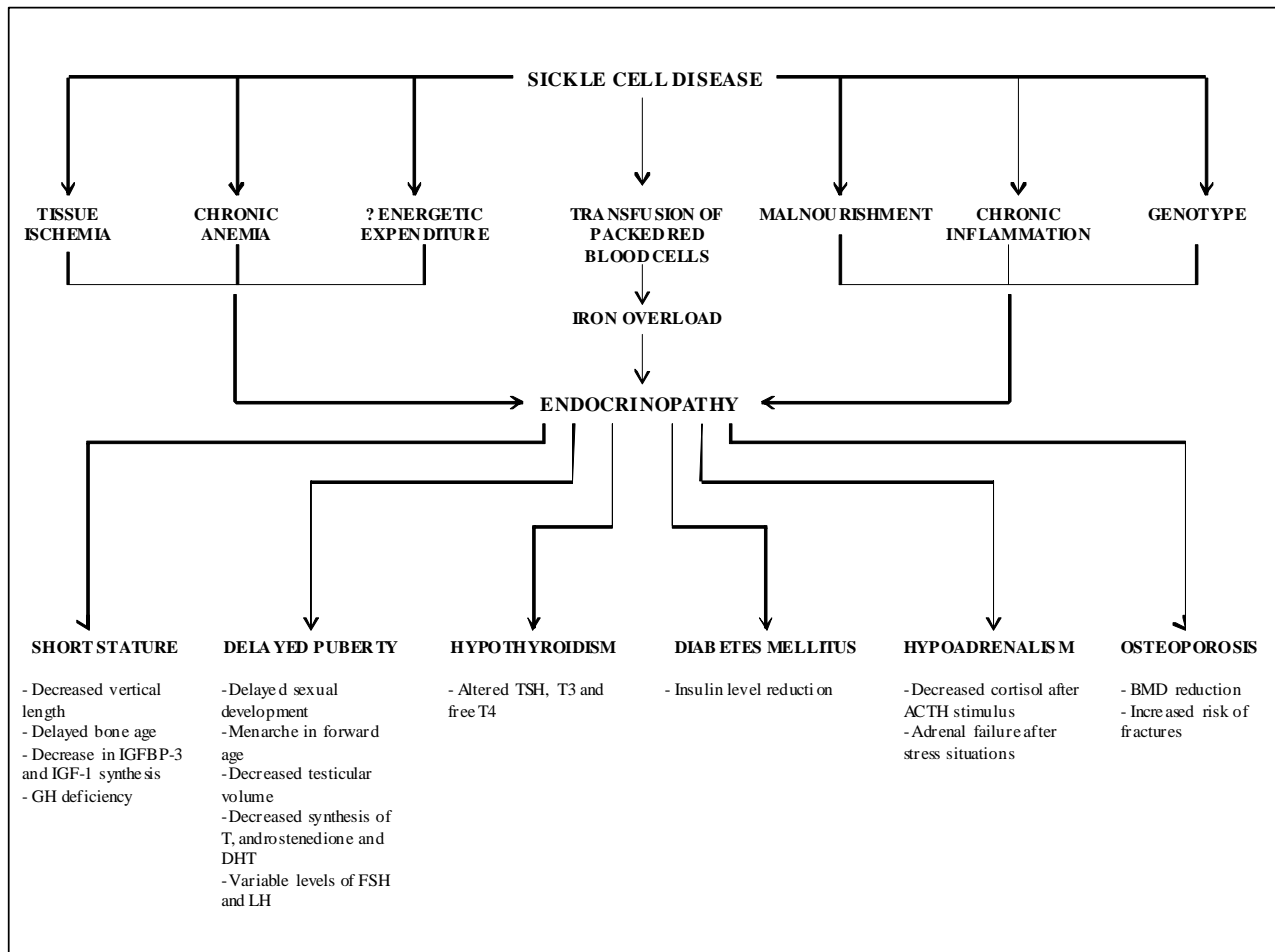 SICKLE CELL DISEASE
TISSUE
ISCHEMIA
CHRONIC
ANEMIA
? ENERGETIC
EXPENDITURE
TRANSFUSION OF
PACKED RED
BLOOD CELLS
MALNOURISHMENT
CHRONIC
INFLAMMATION
GENOTYPE
IRON OVERLOAD
ENDOCRINOPATHY
SHORT STATURE
- Decreased vertical
length
- Delayed bone age
- Decrease in IGFBP-3
and IGF-1 synthesis
- GH deficiency
DELAYED PUBERTY
- Delayed sexual
development
- Menarche in forward
age
- Decreased testicular
volume
- Decreased synthesis of
T, androstenedione and
DHT
- Variable levels of FSH
and LH
HYPOTHYROIDISM
- Altered TSH, T3 and
free T4
DIABETES MELLITUS
- Insulin level reduction
HYPOADRENALISM
- Decreased cortisol after
ACTH stimulus
- Adrenal failure after
stress situations
OSTEOPOROSIS
- BMD reduction
- Increased risk of
fractures